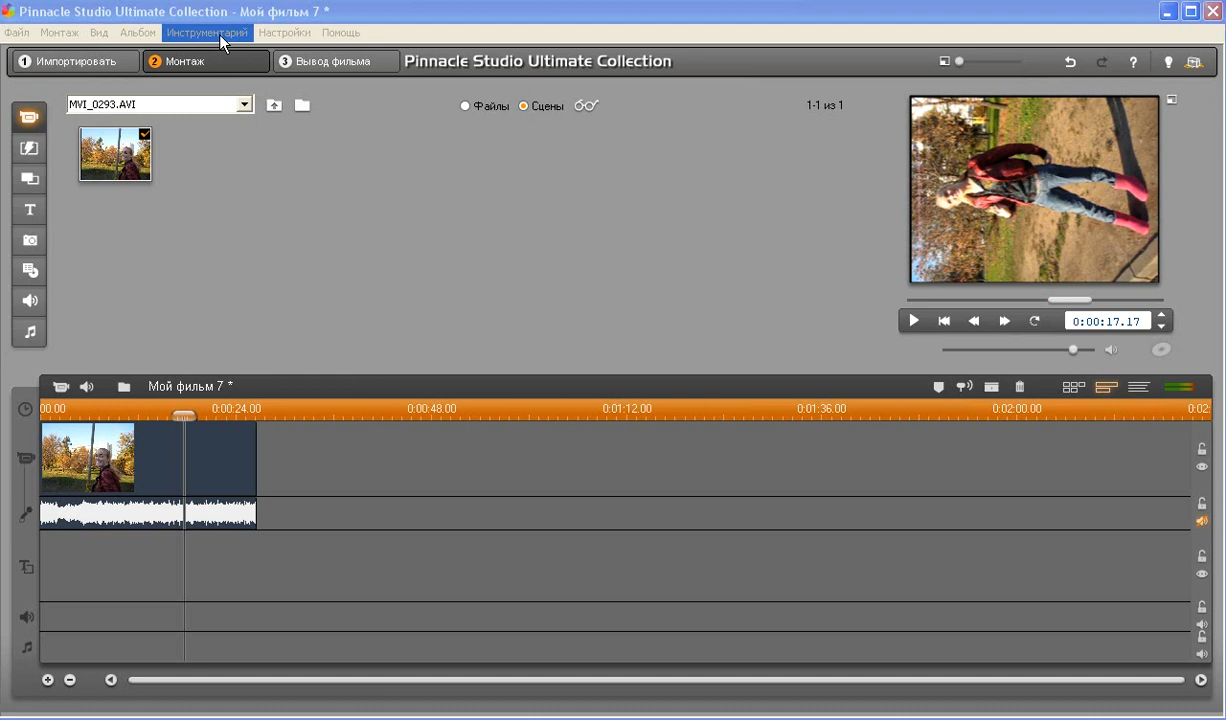 Pinnacle Studio Ultimate Collection - Мой фильм 7 *
Файл Монтаж Вид Альбом Инструментарий Настройки Помощь
1 Импортировать 2 Монтаж 3 Вывод фильма Pinnacle Studio Ultimate Collection ?
MVI_0293.AVI Файлы Сцены 1-1 из 1
T
0:00:17.17
Мой фильм 7 *
00.00 0:00:24.00 0:00:48.00 0:01:12.00 0:01:36.00 0:02:00.00 0:02:
T